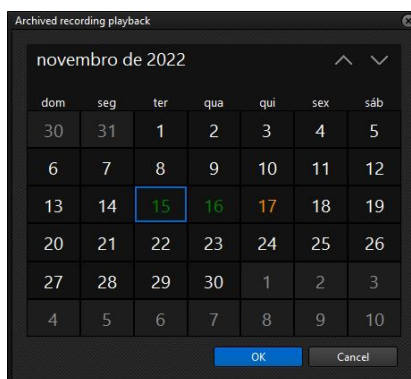 Archived recording playback
novembro de 2022
dom seg ter qua qui sex sáb
30 31 1 2 3 4 5
6 7 8 9 10 11 12
13 14 15 16 17 18 19
20 21 22 23 24 25 26
27 28 29 30 1 2 3
4 5 6 7 8 9 10
OK Cancel